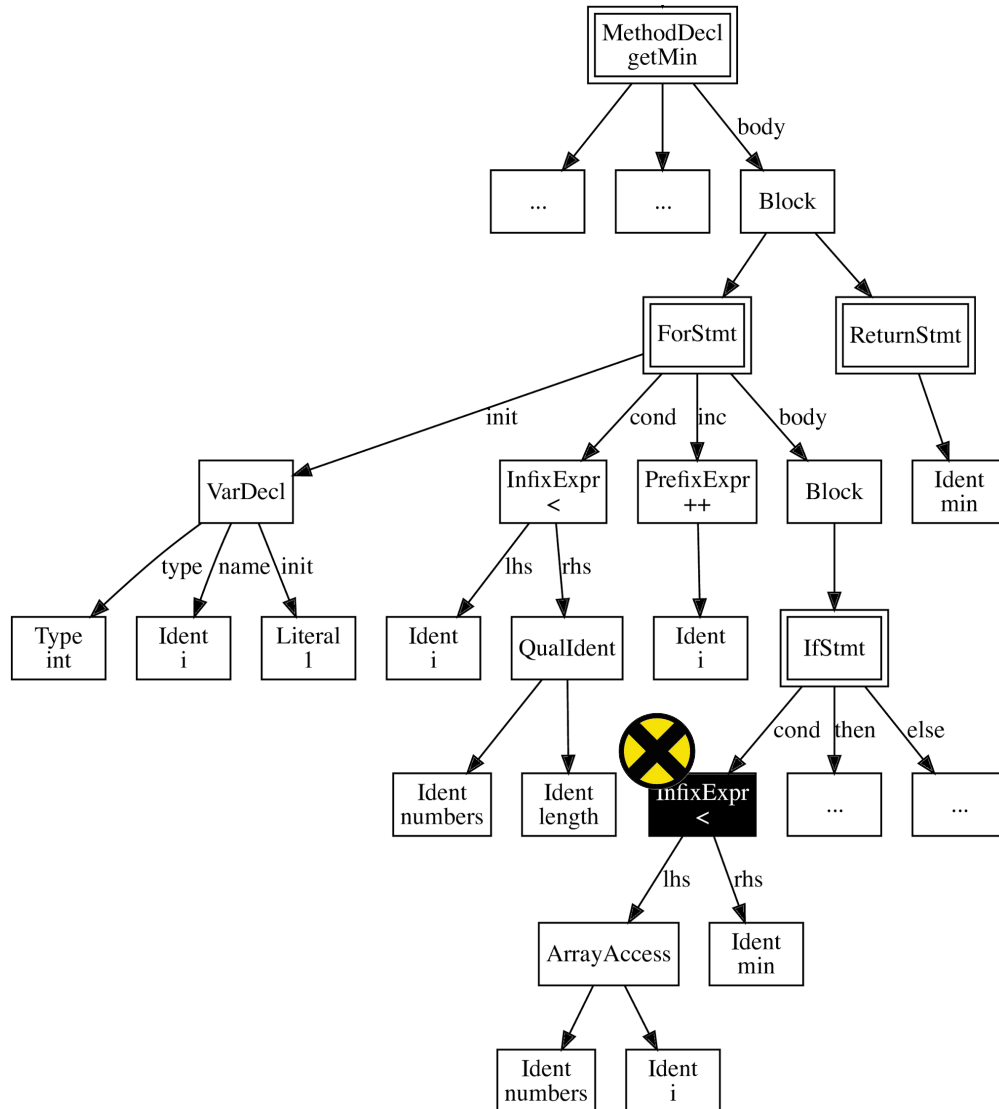 MethodDecl
getMin
body
...
...
Block
ForStmt
ReturnStmt
init
cond
inc
body
VarDecl
InfixExpr
<
PrefixExpr
++
Block
Ident
min
type
name
init
lhs
rhs
Type
int
Ident
i
Literal
1
Ident
i
QualIdent
Ident
i
IfStmt
cond
then
else
Ident
numbers
Ident
length
InfixExpr
<
...
...
lhs
rhs
ArrayAccess
Ident
min
Ident
numbers
Ident
i